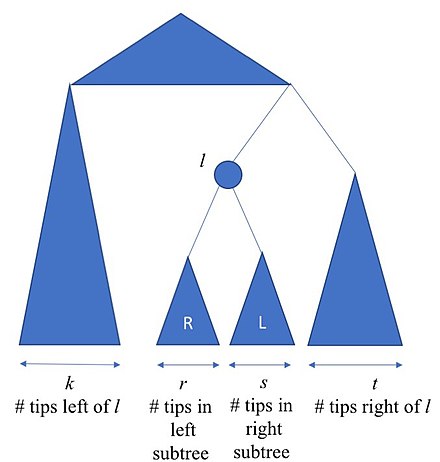 l
R
L
k
# tips left of l
r
# tips in
left
subtree
s
# tips in
right
subtree
t
# tips right of l